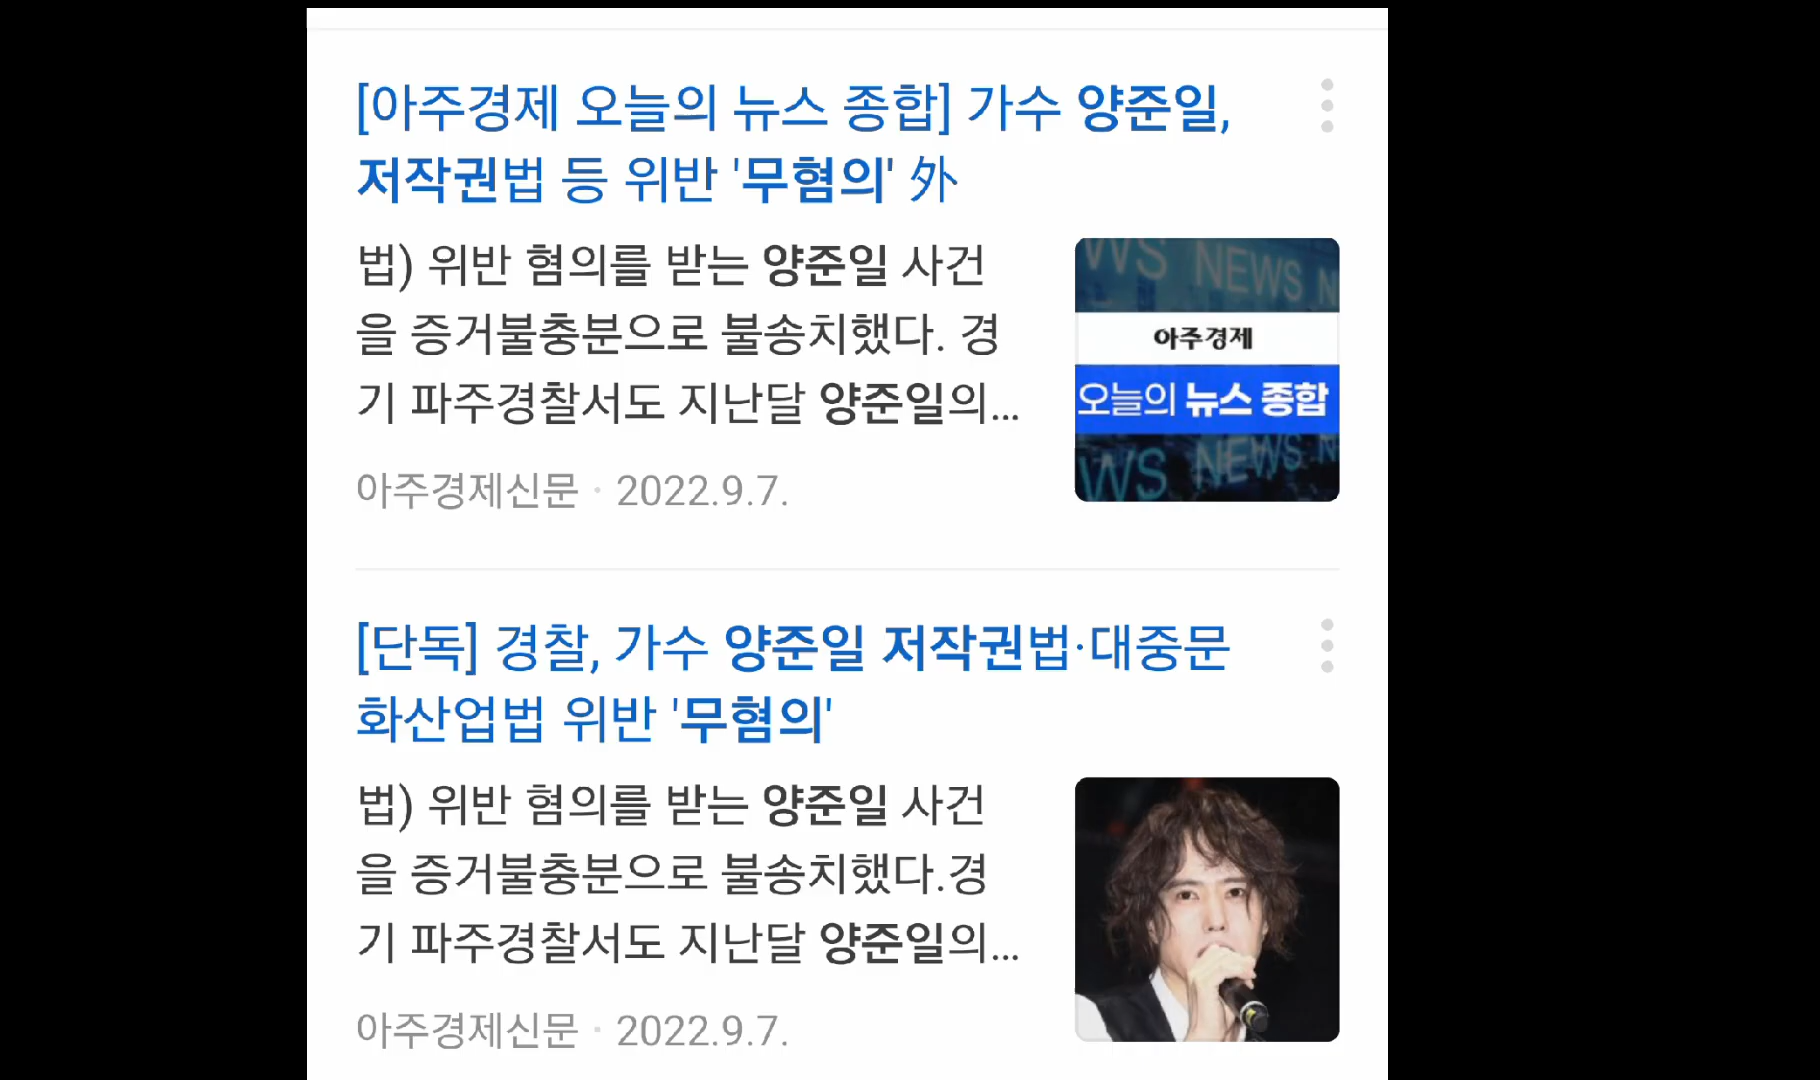 [아주경제 오늘의 뉴스 종합] 가수 양준일,
저작권법 등 위반 '무혐의' 外
법) 위반 혐의를 받는 양준일 사건
을 증거불충분으로 불송치했다. 경
기 파주경찰서도 지난달 양준일의...
WS NEWS N
아주경제
오늘의 뉴스 종합
WS NEWS N
아주경제신문 · 2022.9.7.
[단독] 경찰, 가수 양준일 저작권법·대중문
화산업법 위반 '무혐의'
법) 위반 혐의를 받는 양준일 사건
을 증거불충분으로 불송치했다.경
기 파주경찰서도 지난달 양준일의...
아주경제신문 · 2022.9.7.